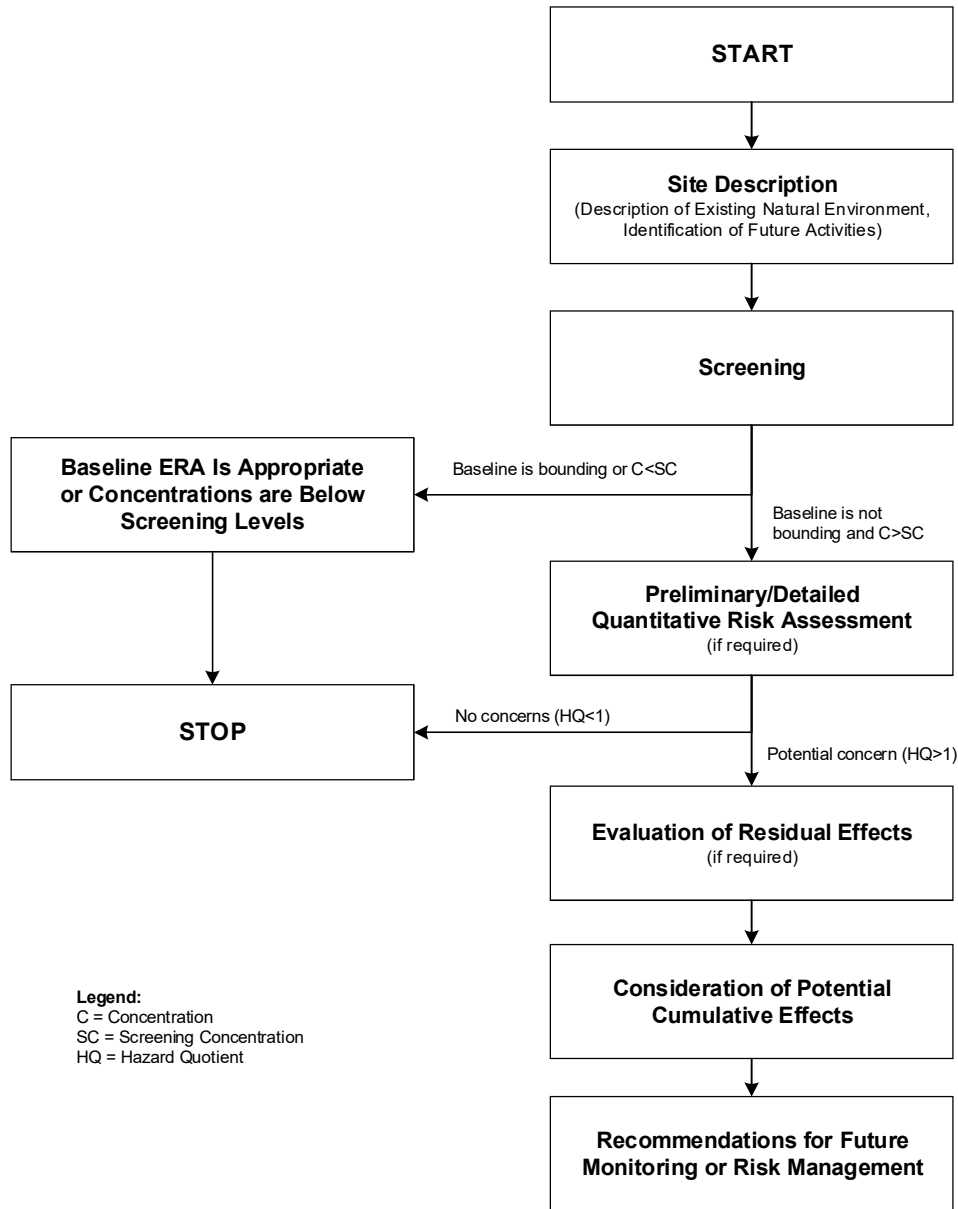 START
Site Description
(Description of Existing Natural Environment,
Identification of Future Activities)
Screening
Baseline ERA Is Appropriate
or Concentrations are Below
Screening Levels
Baseline is bounding or C<SC
Baseline is not
bounding and C>SC
Preliminary/Detailed
Quantitative Risk Assessment
(if required)
STOP
No concerns (HQ<1)
Potential concern (HQ>1)
Evaluation of Residual Effects
(if required)
Consideration of Potential
Cumulative Effects
Legend:
C = Concentration
SC = Screening Concentration
HQ = Hazard Quotient
Recommendations for Future
Monitoring or Risk Management